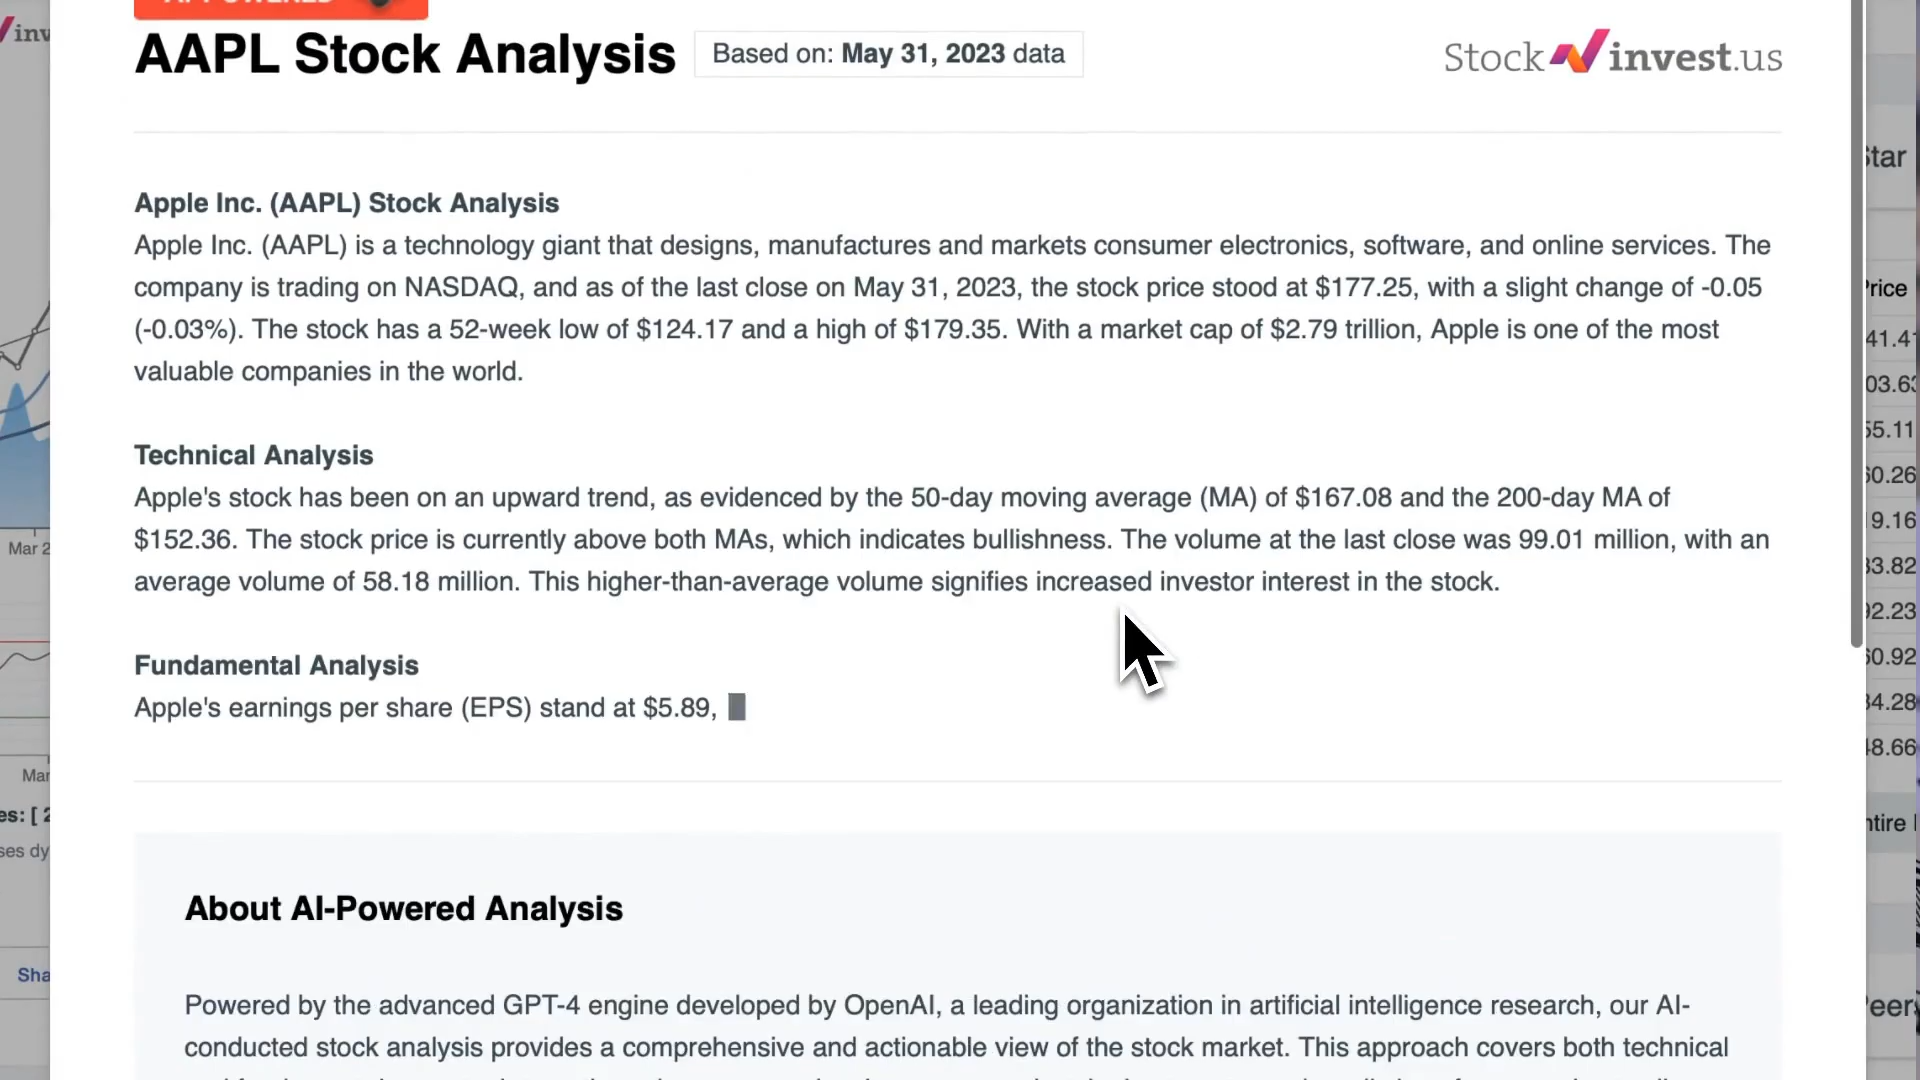 AAPL Stock Analysis
Based on: May 31, 2023 data
Stock invest.us
Apple Inc. (AAPL) Stock Analysis
Apple Inc. (AAPL) is a technology giant that designs, manufactures and markets consumer electronics, software, and online services. The
company is trading on NASDAQ, and as of the last close on May 31, 2023, the stock price stood at $177.25, with a slight change of -0.05
(-0.03%). The stock has a 52-week low of $124.17 and a high of $179.35. With a market cap of $2.79 trillion, Apple is one of the most
valuable companies in the world.
Technical Analysis
Apple's stock has been on an upward trend, as evidenced by the 50-day moving average (MA) of $167.08 and the 200-day MA of
$152.36. The stock price is currently above both MAs, which indicates bullishness. The volume at the last close was 99.01 million, with an
average volume of 58.18 million. This higher-than-average volume signifies increased investor interest in the stock.
Fundamental Analysis
Apple's earnings per share (EPS) stand at $5.89,
About AI-Powered Analysis
Powered by the advanced GPT-4 engine developed by OpenAI, a leading organization in artificial intelligence research, our AI-
conducted stock analysis provides a comprehensive and actionable view of the stock market. This approach covers both technical